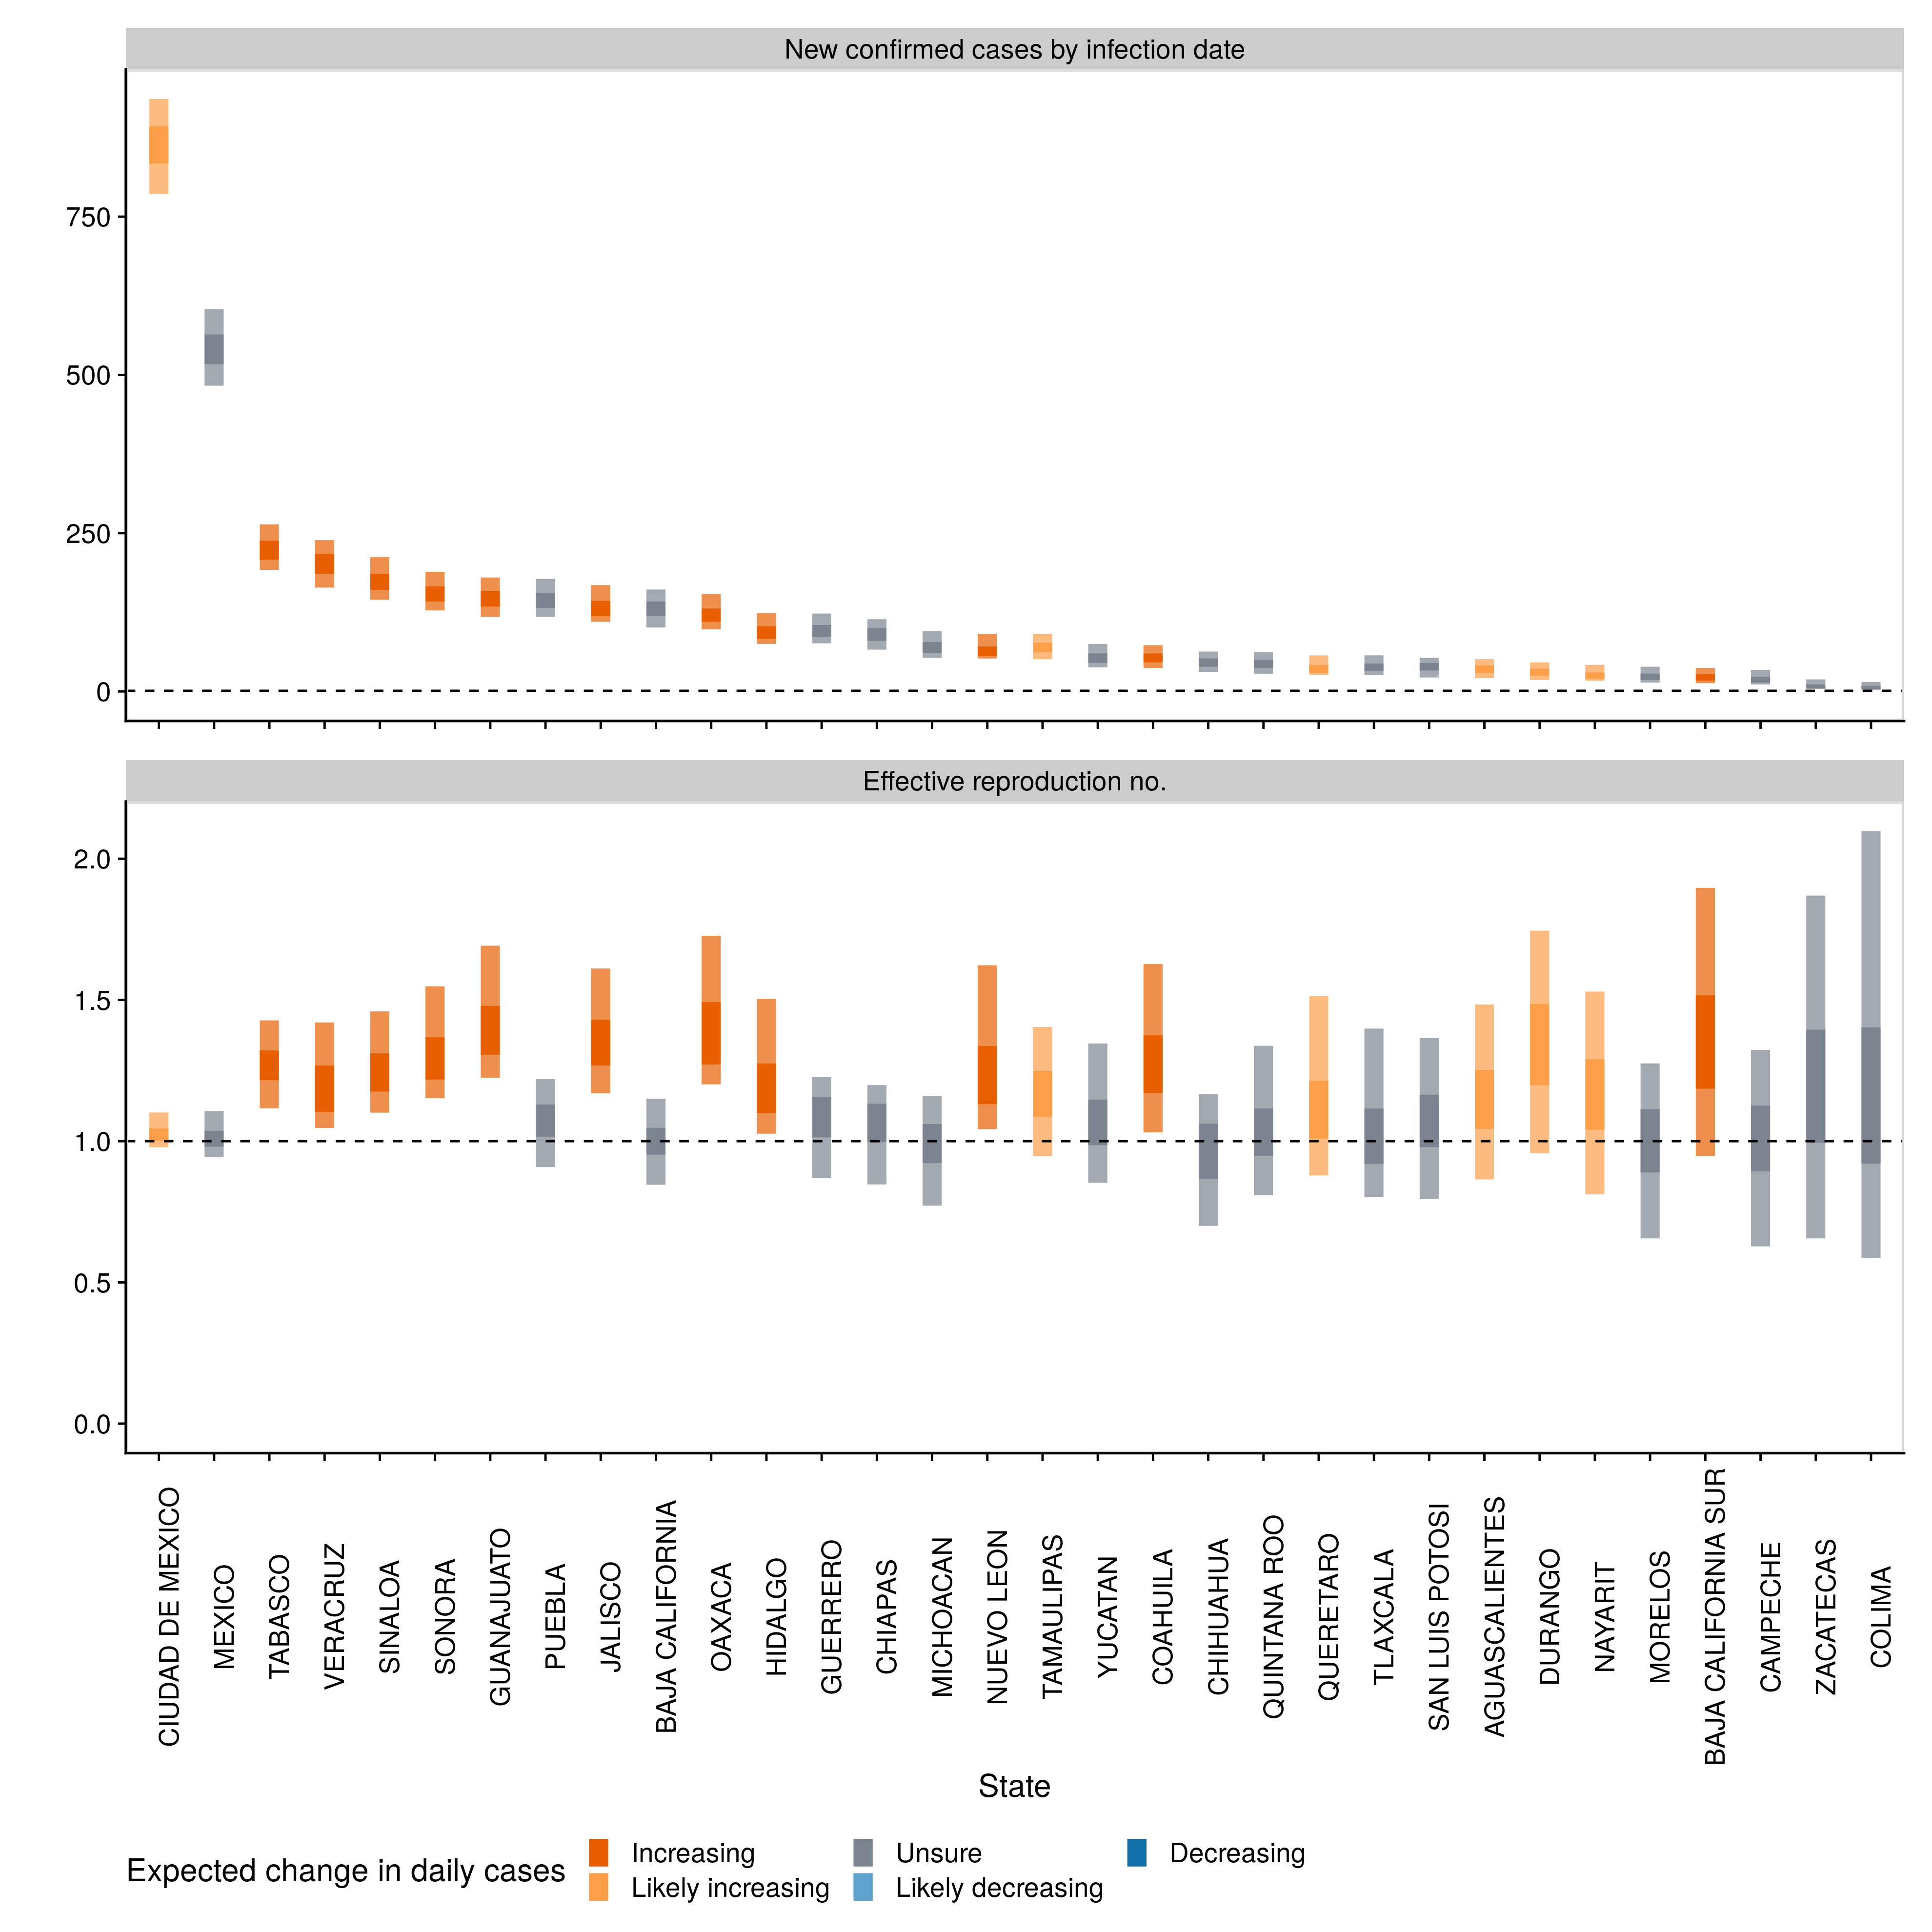 New confirmed cases by infection date
750
500
250
0
Effective reproduction no.
2.0
1.5
1.0
0.5
0.0
CIUDAD DE MEXICO
MEXICO
TABASCO
VERACRUZ
SINALOA
SONORA
GUANAJUATO
PUEBLA
JALISCO
BAJA CALIFORNIA
OAXACA
HIDALGO
GUERRERO
CHIAPAS
MICHOACAN
NUEVO LEON
TAMAULIPAS
YUCATAN
COAHUILA
CHIHUAHUA
QUINTANA ROO
QUERETARO
TLAXCALA
SAN LUIS POTOSI
AGUASCALIENTES
DURANGO
NAYARIT
MORELOS
BAJA CALIFORNIA SUR
CAMPECHE
ZACATECAS
COLIMA
State
Expected change in daily cases
Increasing
Unsure
Decreasing
Likely increasing
Likely decreasing